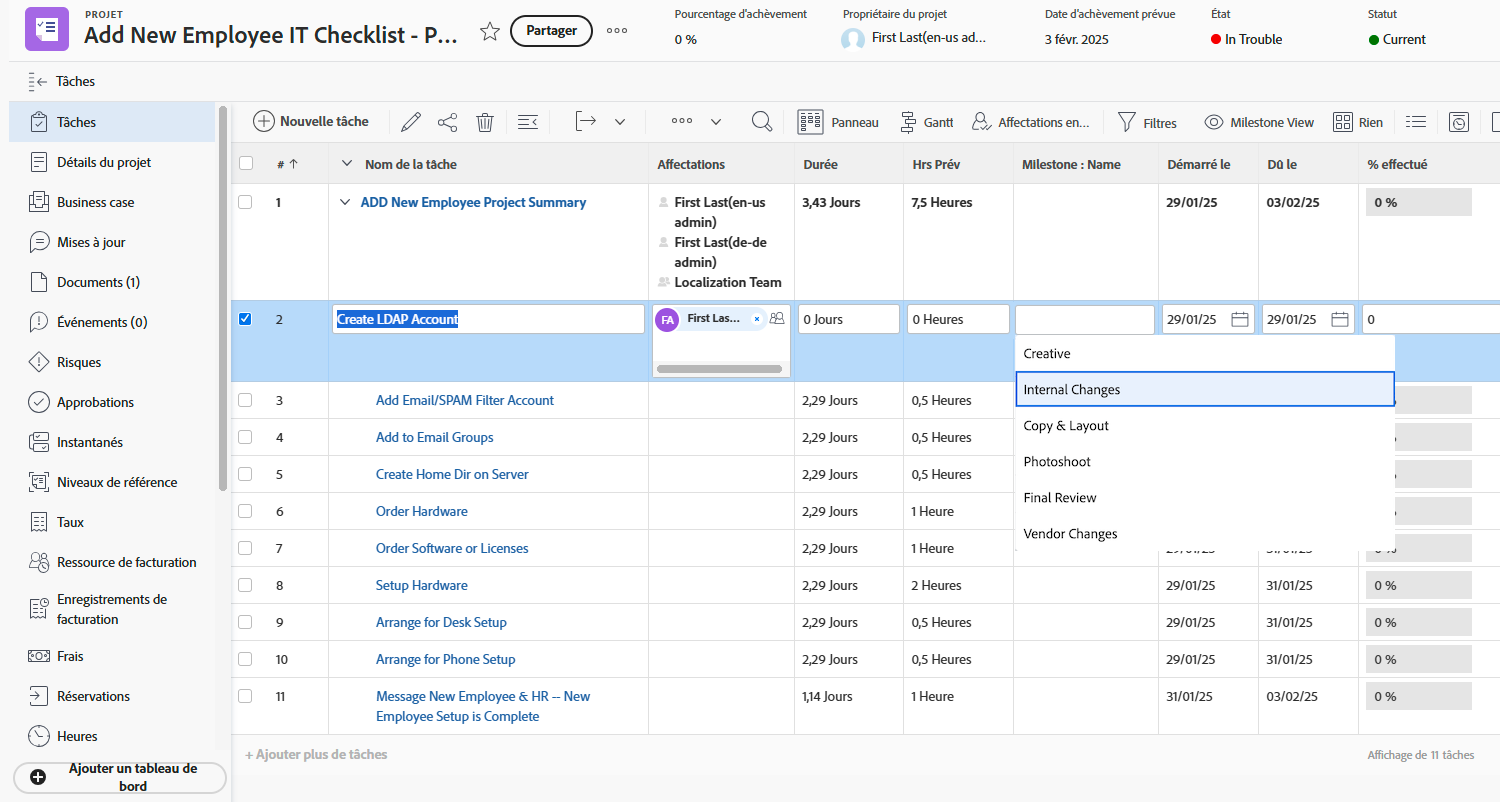 PROJET
Add New Employee IT Checklist - P...
Partager
Pourcentage d'achèvement
0 %
Propriétaire du projet
First Last(en-us ad...
Date d'achèvement prévue
3 févr. 2025
État
In Trouble
Statut
Current
Tâches
Tâches
Détails du projet
Business case
Mises à jour
Documents (1)
Événements (0)
Risques
Approbations
Instantanés
Niveaux de référence
Taux
Ressource de facturation
Enregistrements de
facturation
Frais
Réservations
Heures
Ajouter un tableau de
bord
Nouvelle tâche
Panneau
Gantt
Affectations en...
Filtres
Milestone View
Rien
# Nom de la tâche Affectations Durée Hrs Prév Milestone : Name Démarré le Dû le % effectué
1 ADD New Employee Project Summary First Last(en-us 3,43 Jours 7,5 Heures 29/01/25 03/02/25 0 %
admin)
First Last(de-de
admin)
Localization Team
2 Create LDAP Account FA First Las... × 0 Jours 0 Heures 29/01/25 29/01/25 0
Creative
Internal Changes
Copy & Layout
Photoshoot
Final Review
Vendor Changes
3 Add Email/SPAM Filter Account 2,29 Jours 0,5 Heures
4 Add to Email Groups 2,29 Jours 0,5 Heures
5 Create Home Dir on Server 2,29 Jours 0,5 Heures
6 Order Hardware 2,29 Jours 1 Heure
7 Order Software or Licenses 2,29 Jours 1 Heure
8 Setup Hardware 2,29 Jours 2 Heures 29/01/25 31/01/25 0 %
9 Arrange for Desk Setup 2,29 Jours 0,5 Heures 29/01/25 31/01/25 0 %
10 Arrange for Phone Setup 2,29 Jours 0,5 Heures 29/01/25 31/01/25 0 %
11 Message New Employee & HR -- New 1,14 Jours 1 Heure 31/01/25 03/02/25 0 %
Employee Setup is Complete
+ Ajouter plus de tâches
Affichage de 11 tâches